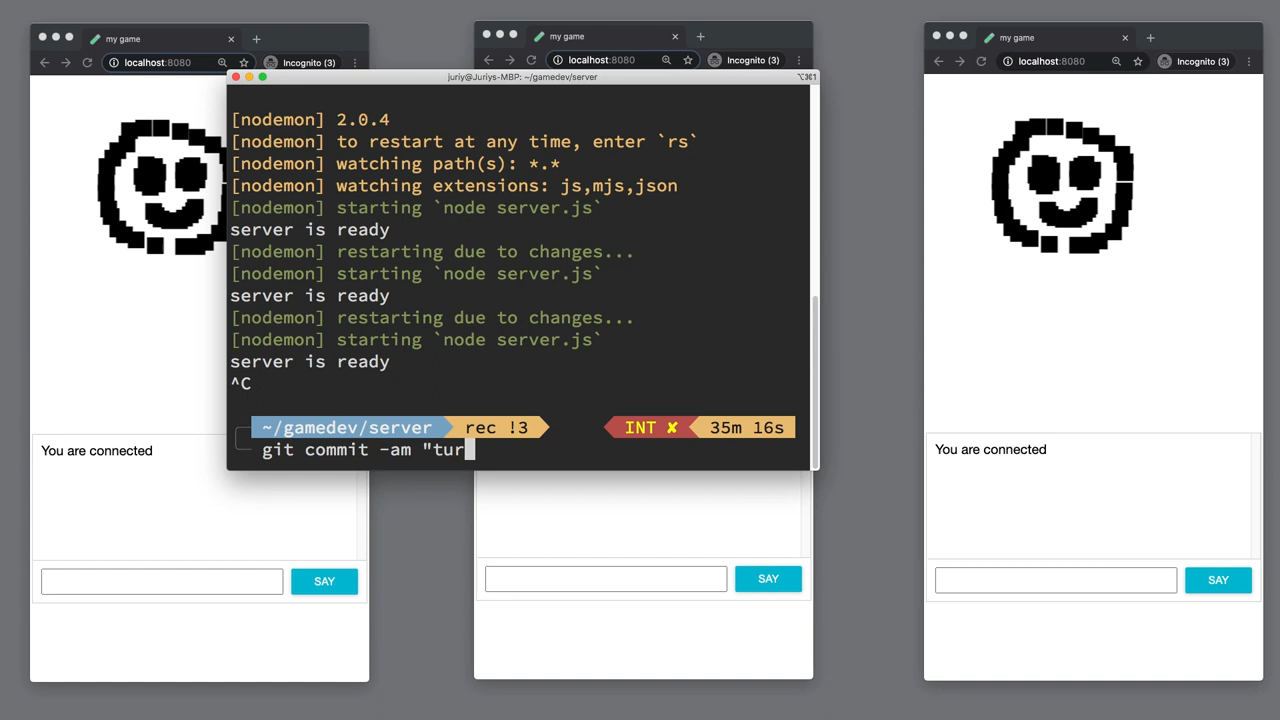 my game
localhost:8080
Incognito (3)
my game
localhost:8080
Incognito (3)
my game
localhost:8080
Incognito (3)
juriy@Juriys-MBP: ~/gamedev/server
⌥⌘1
[nodemon] 2.0.4
[nodemon] to restart at any time, enter `rs`
[nodemon] watching path(s): *.*
[nodemon] watching extensions: js,mjs,json
[nodemon] starting `node server.js`
server is ready
[nodemon] restarting due to changes...
[nodemon] starting `node server.js`
server is ready
[nodemon] restarting due to changes...
[nodemon] starting `node server.js`
server is ready
^C
~/gamedev/server rec !3 INT ✘ 35m 16s
git commit -am "tur
You are connected
SAY
SAY
You are connected
SAY